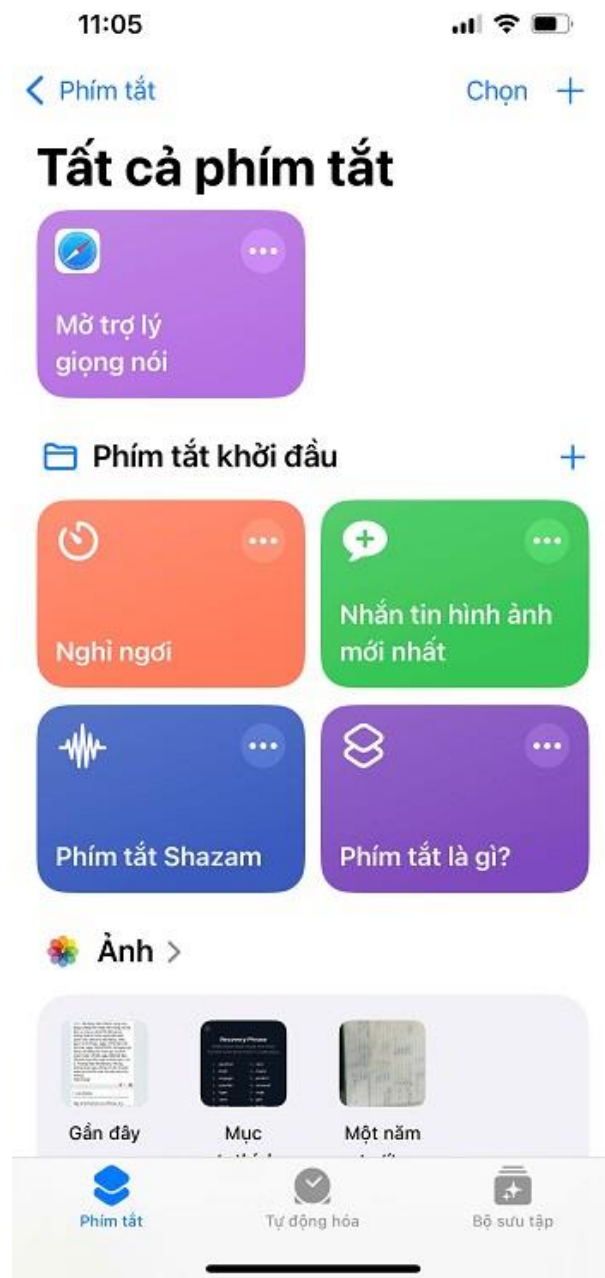 11:05
Phím tắt
Chọn
Tất cả phím tắt
Mở trợ lý
giọng nói
Phím tắt khởi đầu
Nghỉ ngơi
Nhắn tin hình ảnh
mới nhất
Phím tắt Shazam
Phím tắt là gì?
Ảnh
Recovery Phrase
Gần đây
Mục
Một năm
Phím tắt
Tự động hóa
Bộ sưu tập